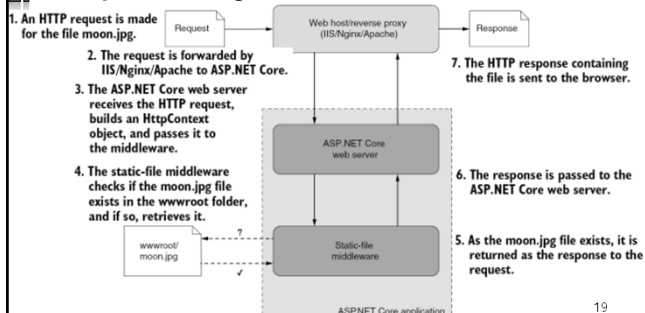 1. An HTTP request is made
for the file moon.jpg.
Request
Web host/reverse proxy
(IIS/Nginx/Apache)
Response
2. The request is forwarded by
IIS/Nginx/Apache to ASP.NET Core.
7. The HTTP response containing
the file is sent to the browser.
3. The ASP.NET Core web server
receives the HTTP request,
builds an HttpContext
object, and passes it to
the middleware.
ASP.NET Core
web server
4. The static-file middleware
checks if the moon.jpg file
exists in the wwwroot folder,
and if so, retrieves it.
6. The response is passed to the
ASP.NET Core web server.
?
wwwroot/
moon.jpg
✓
Static-file
middleware
5. As the moon.jpg file exists, it is
returned as the response to the
request.
ASP.NET Core application
19